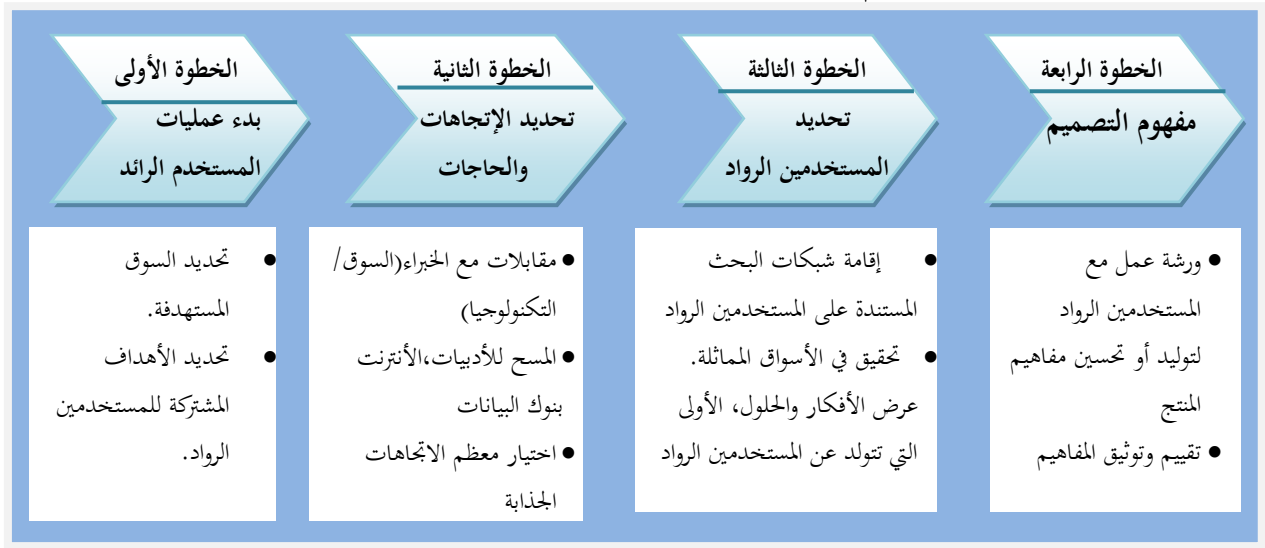 الخطوة الأولى
بدء عمليات
المستخدم الرائد
تحديد السوق
المستهدفة.
تحديد الأهداف
المشتركة للمستخدمين
الرواد.
الخطوة الثانية
تحديد الإتجاهات
والحاجات
مقابلات مع الخبراء(السوق/
التكنولوجيا)
المسح للأدبيات،الأنترنت
بنوك البيانات
اختيار معظم الاتجاهات
الجذابة
الخطوة الثالثة
تحديد
المستخدمين الرواد
إقامة شبكات البحث
المستندة على المستخدمين الرواد
تحقيق في الأسواق المماثلة.
عرض الأفكار والحلول، الأولى
التي تتولد عن المستخدمين الرواد
الخطوة الرابعة
مفهوم التصميم
ورشة عمل مع
المستخدمين الرواد
لتوليد أو تحسين مفاهيم
المنتج
تقييم وتوثيق المفاهيم